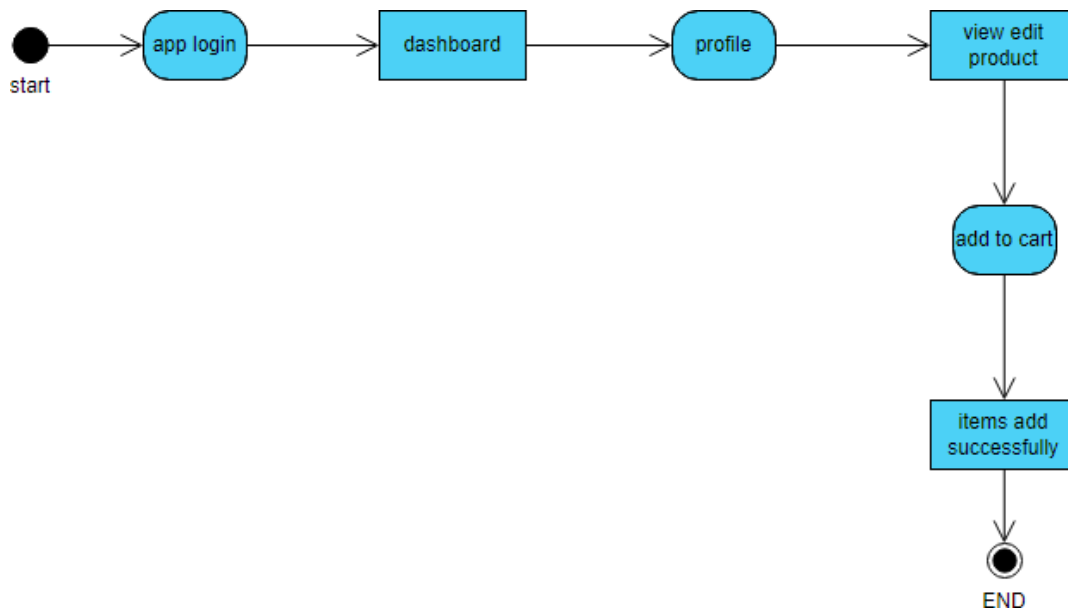 app login
dashboard
profile
view edit
product
start
add to cart
items add
successfully
END